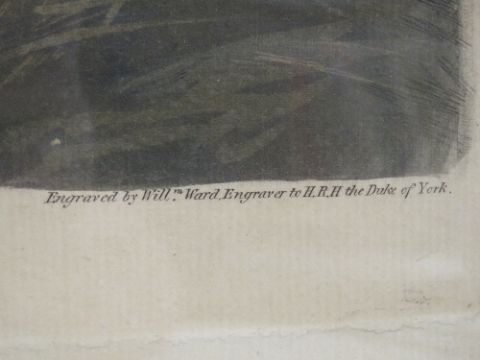 Engraved by Will.m Ward, Engraver to H.R.H the Duke of York.